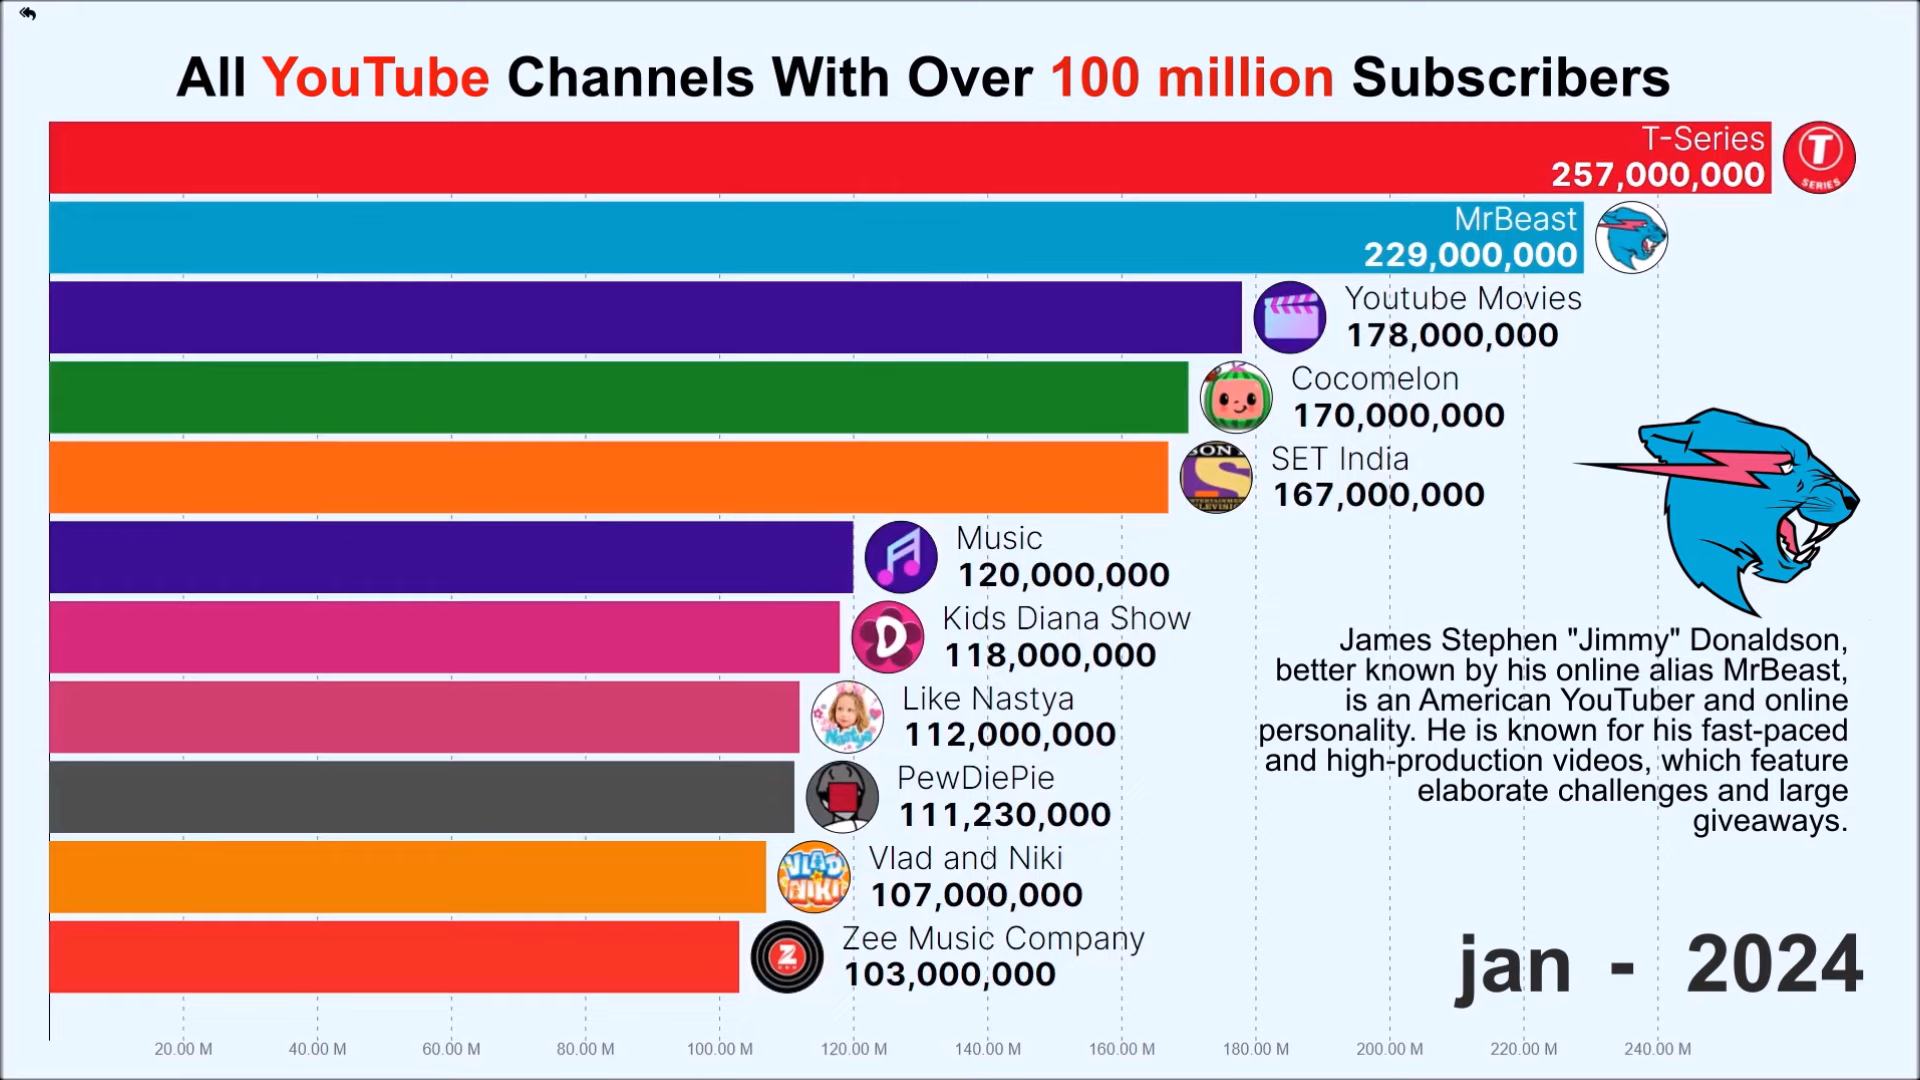 All YouTube Channels With Over 100 million Subscribers
T-Series
257,000,000
T
SERIES
MrBeast
229,000,000
Youtube Movies
178,000,000
Cocomelon
170,000,000
SET India
167,000,000
SON
S
Music
120,000,000
Kids Diana Show
118,000,000
D
Like Nastya
112,000,000
Nastya
PewDiePie
111,230,000
Vlad and Niki
107,000,000
VLAD
NIKI
Zee Music Company
103,000,000
Z
James Stephen "Jimmy" Donaldson,
better known by his online alias MrBeast,
is an American YouTuber and online
personality. He is known for his fast-paced
and high-production videos, which feature
elaborate challenges and large
giveaways.
jan - 2024
20.00 M 40.00 M 60.00 M 80.00 M 100.00 M 120.00 M 140.00 M 160.00 M 180.00 M 200.00 M 220.00 M 240.00 M